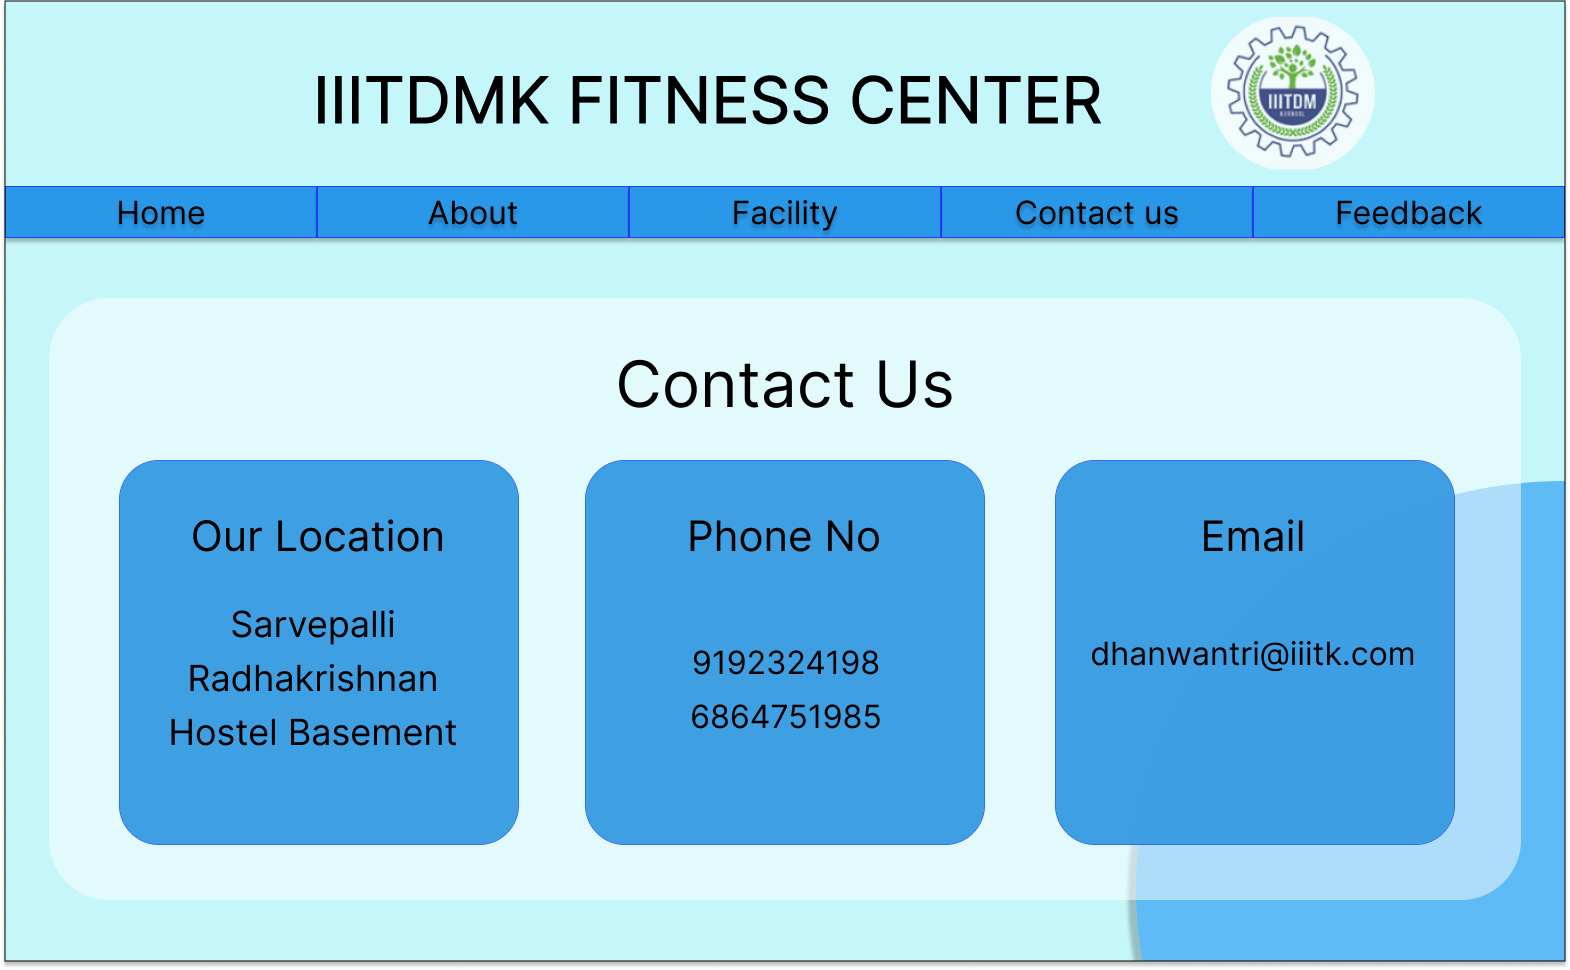 IIITDMK FITNESS CENTER
IIITDM
KURNOOL
Home
About
Facility
Contact us
Feedback
Contact Us
Our Location
Sarvepalli
Radhakrishnan
Hostel Basement
Phone No
9192324198
6864751985
Email
dhanwantri@iiitk.com